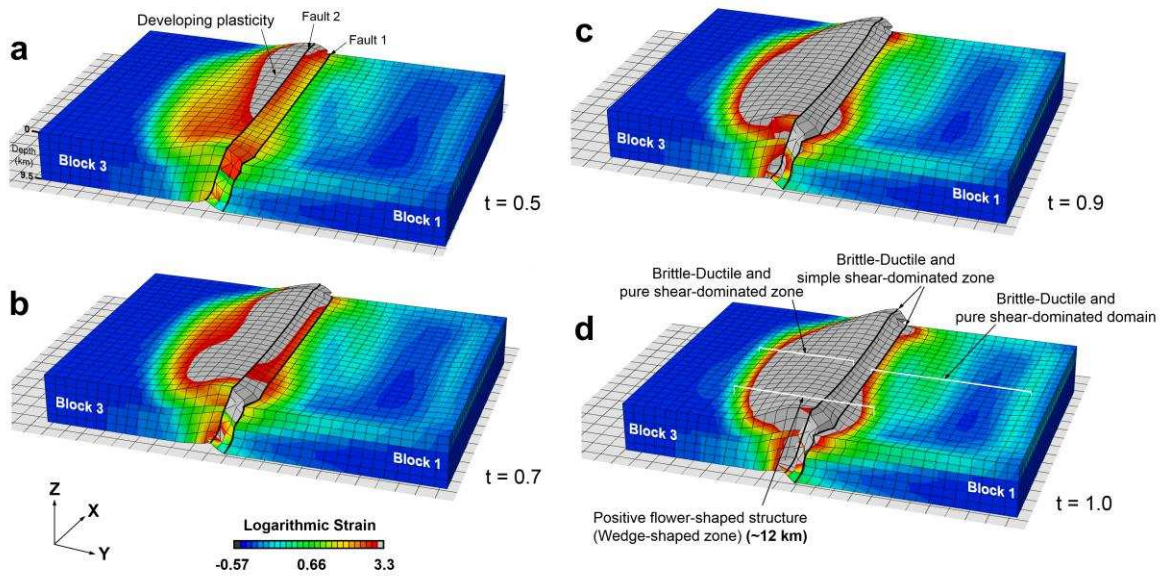 a
Developing plasticity
Fault 2
Fault 1
0
Depth
(km)
9.5
Block 3
Block 1
t = 0.5
b
Block 3
Block 1
t = 0.7
Z
X
Y
Logarithmic Strain
-0.57 0.66 3.3
c
Block 3
Block 1
t = 0.9
Brittle-Ductile and
pure shear-dominated zone
Brittle-Ductile and
simple shear-dominated zone
Brittle-Ductile and
pure shear-dominated domain
d
Block 3
Block 1
t = 1.0
Positive flower-shaped structure
(Wedge-shaped zone) (~12 km)